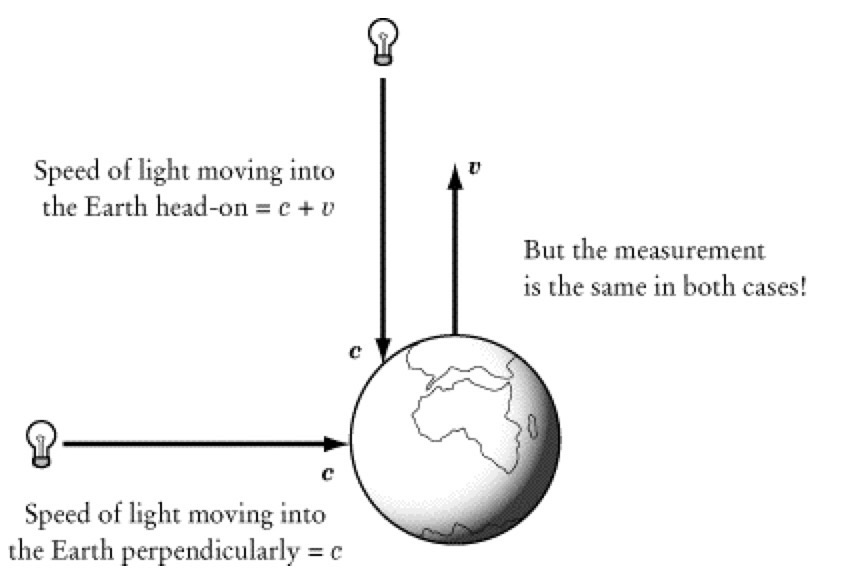 Speed of light moving into
the Earth head-on = c + v
v
But the measurement
is the same in both cases!
c
c
Speed of light moving into
the Earth perpendicularly = c